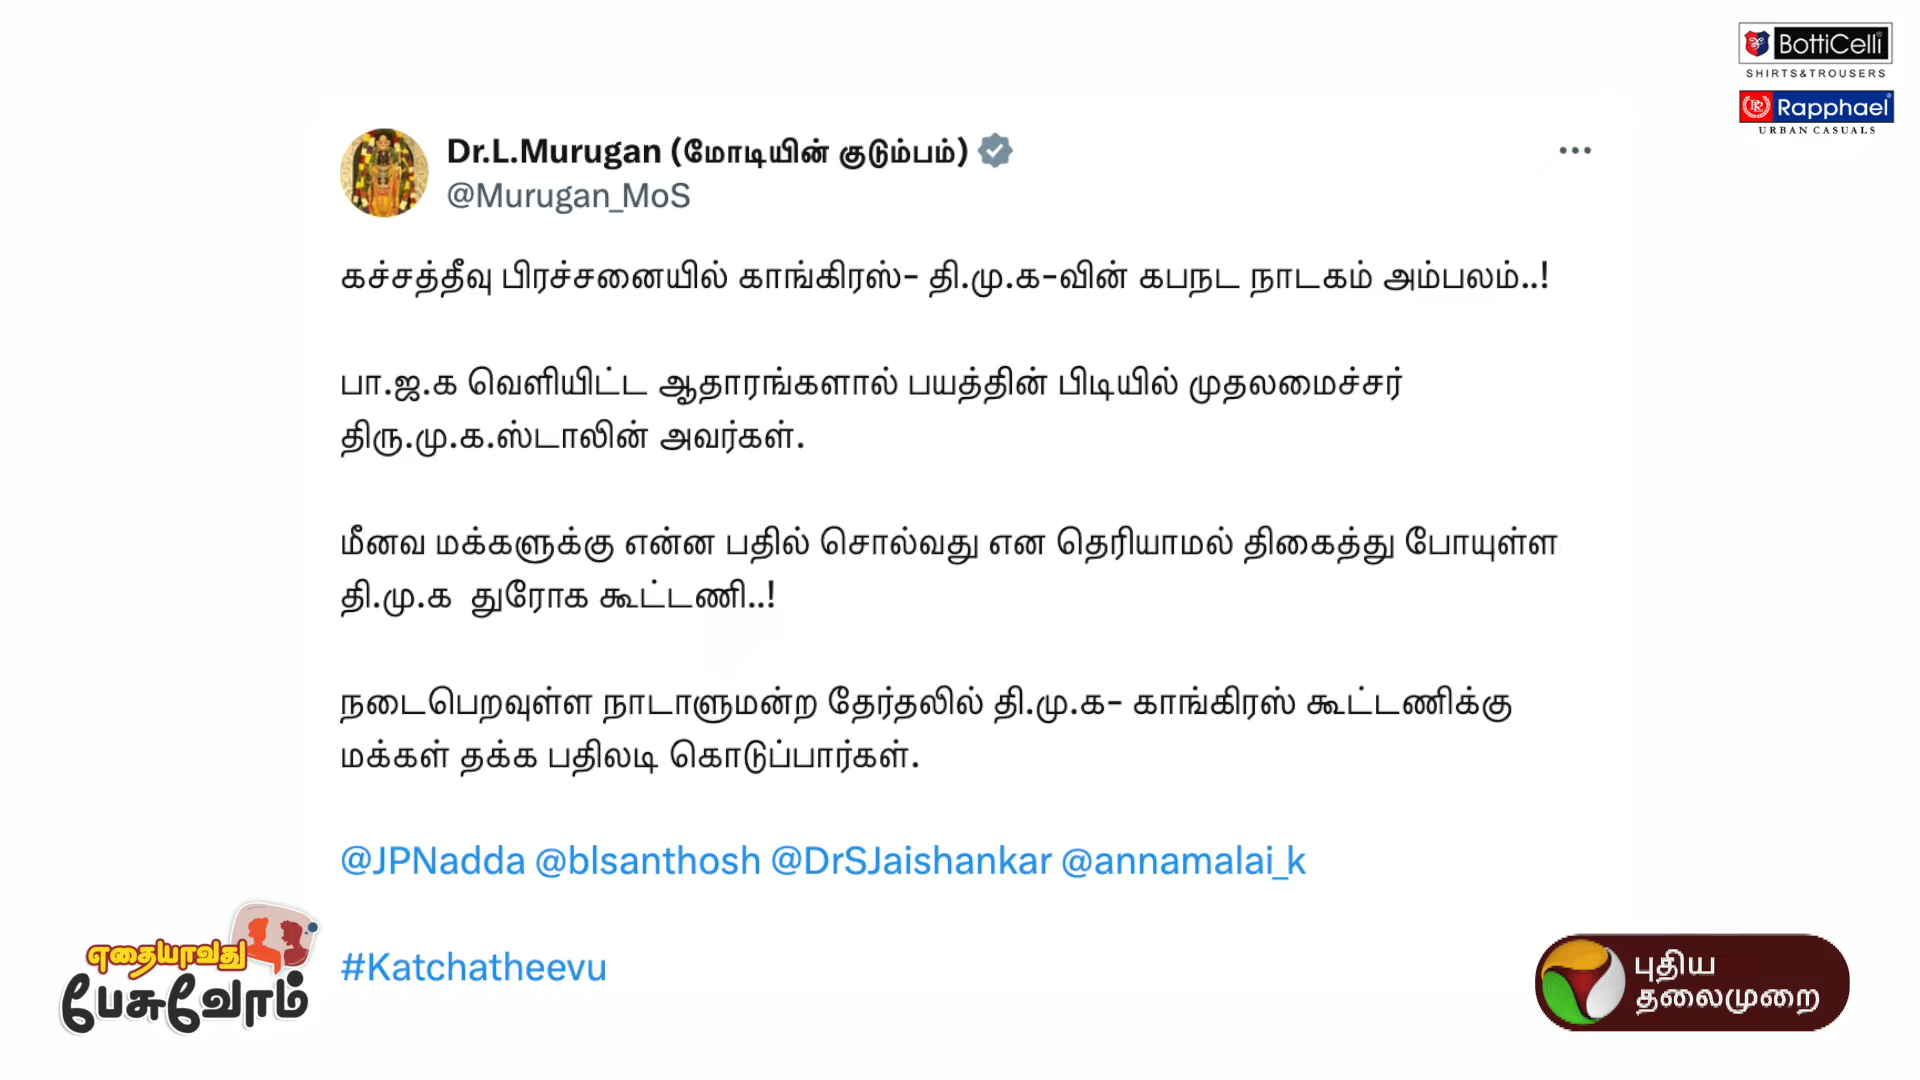 BottiCelli
SHIRTS&TROUSERS
Rapphael
URBAN CASUALS
Dr.L.Murugan (மோடியின் குடும்பம்)
@Murugan_MoS
கச்சத்தீவு பிரச்சனையில் காங்கிரஸ்- தி.மு.க-வின் கபநட நாடகம் அம்பலம்..!
பா.ஜ.க வெளியிட்ட ஆதாரங்களால் பயத்தின் பிடியில் முதலமைச்சர்
திரு.மு.க.ஸ்டாலின் அவர்கள்.
மீனவ மக்களுக்கு என்ன பதில் சொல்வது என தெரியாமல் திகைத்து போயுள்ள
தி.மு.க துரோக கூட்டணி..!
நடைபெறவுள்ள நாடாளுமன்ற தேர்தலில் தி.மு.க- காங்கிரஸ் கூட்டணிக்கு
மக்கள் தக்க பதிலடி கொடுப்பார்கள்.
@JPNadda @blsanthosh @DrSJaishankar @annamalai_k
#Katchatheevu
எதையாவது
பேசுவோம்
புதிய
தலைமுறை